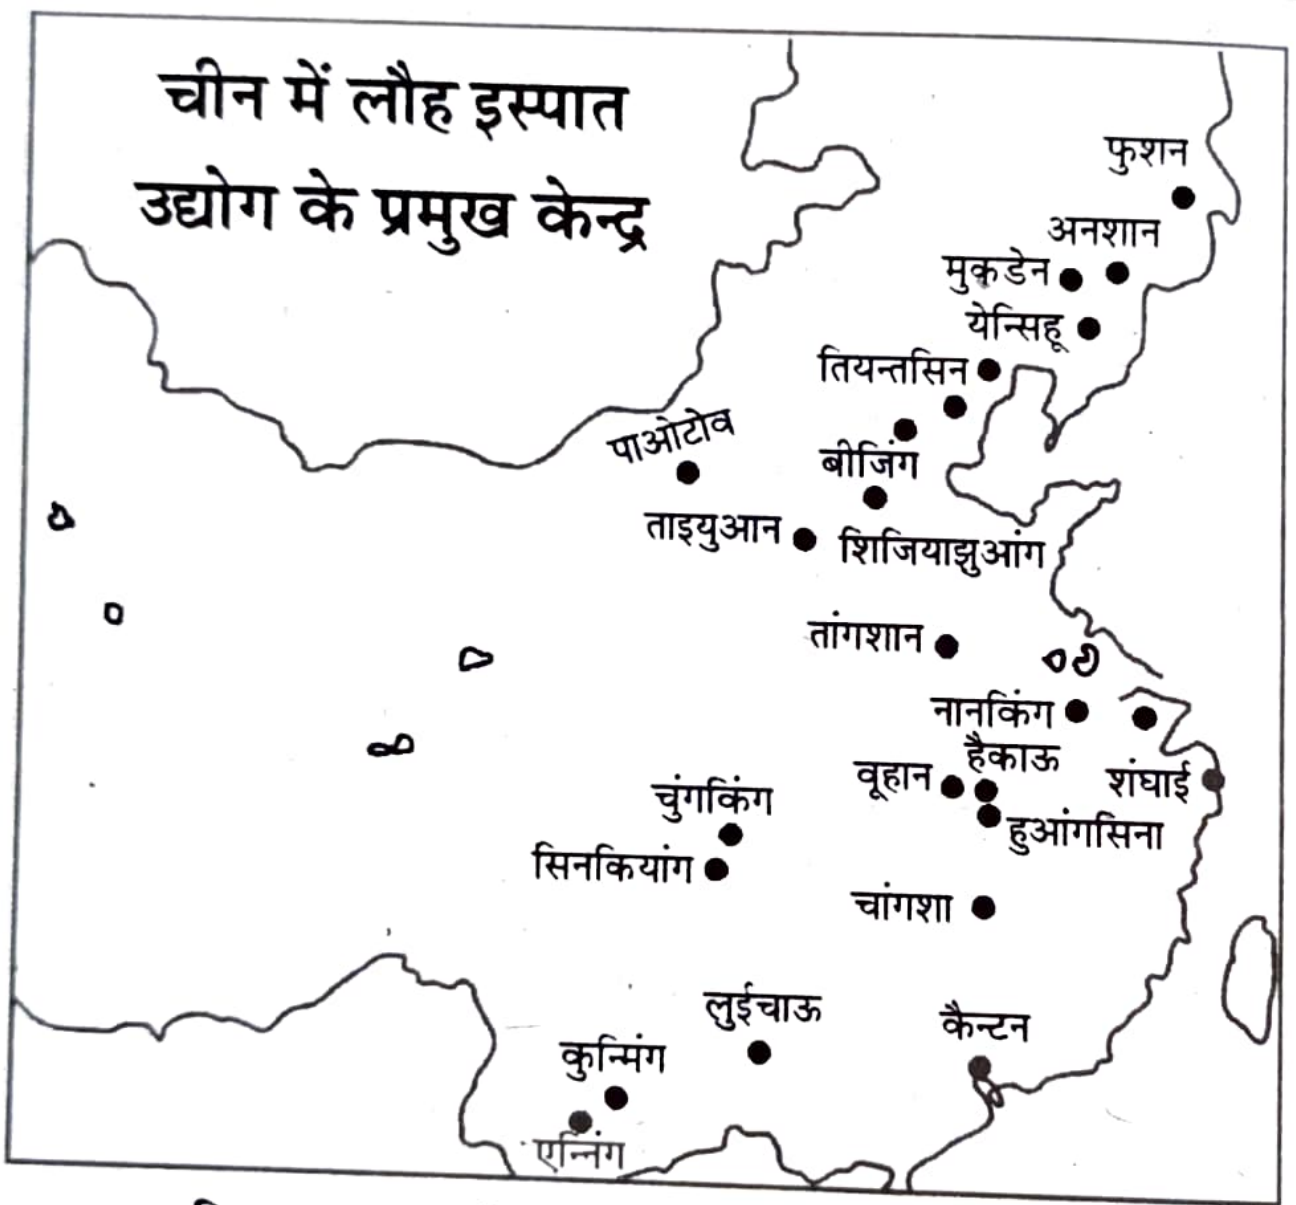 चीन में लौह इस्पात
उद्योग के प्रमुख केन्द्र
फुशन
अनशान
मुकडेन
येन्सिहू
तियन्तसिन
पाओटोव
बीजिंग
ताइयुआन
शिजियाझुआंग
तांगशान
नानकिंग
हैकाऊ
वूहान
शंघाई
चुंगकिंग
हुआंगसिना
सिनकियांग
चांगशा
लुईचाऊ
कैन्टन
कुन्मिंग
एन्निंग